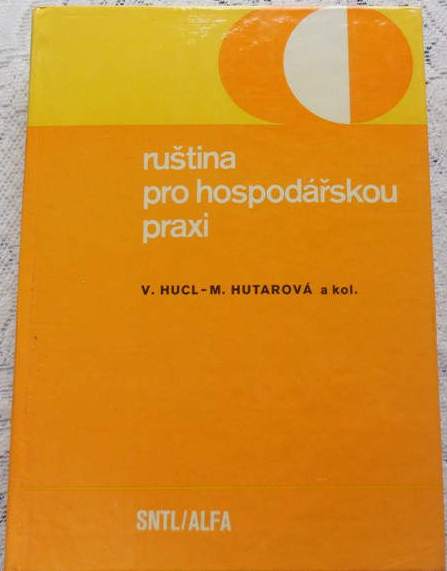 ruština
pro hospodářskou
praxi
V. HUCL-M. HUTAROVÁ a kol.
SNTL/ALFA